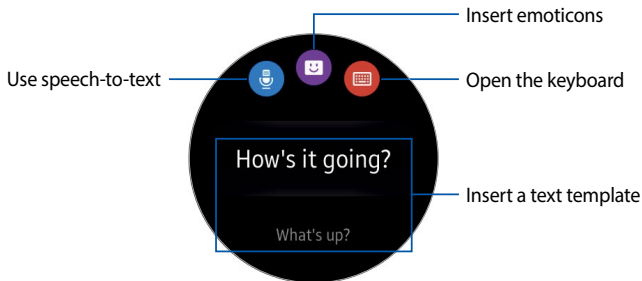 Insert emoticons
Use speech-to-text
Open the keyboard
How's it going?
Insert a text template
What's up?